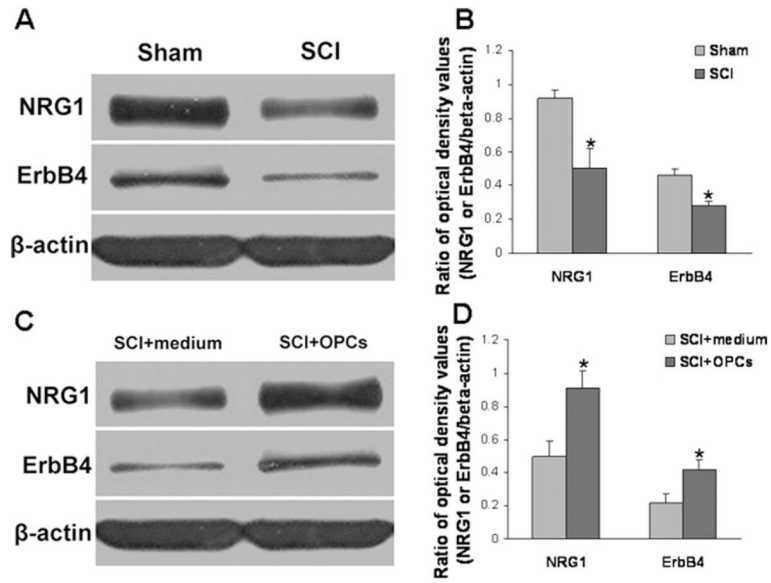 A
Sham SCI
NRG1
ErbB4
β-actin
B
Ratio of optical density values
(NRG1 or ErbB4/beta-actin)
1.2
1
0.8
0.6
0.4
0.2
0
Sham
SCI
*
*
NRG1 ErbB4
C
SCI+medium SCI+OPCs
NRG1
ErbB4
β-actin
D
Ratio of optical density values
(NRG1 or ErbB4/beta-actin)
1.2
1
0.8
0.6
0.4
0.2
0
SCI+medium
SCI+OPCs
*
*
NRG1 ErbB4